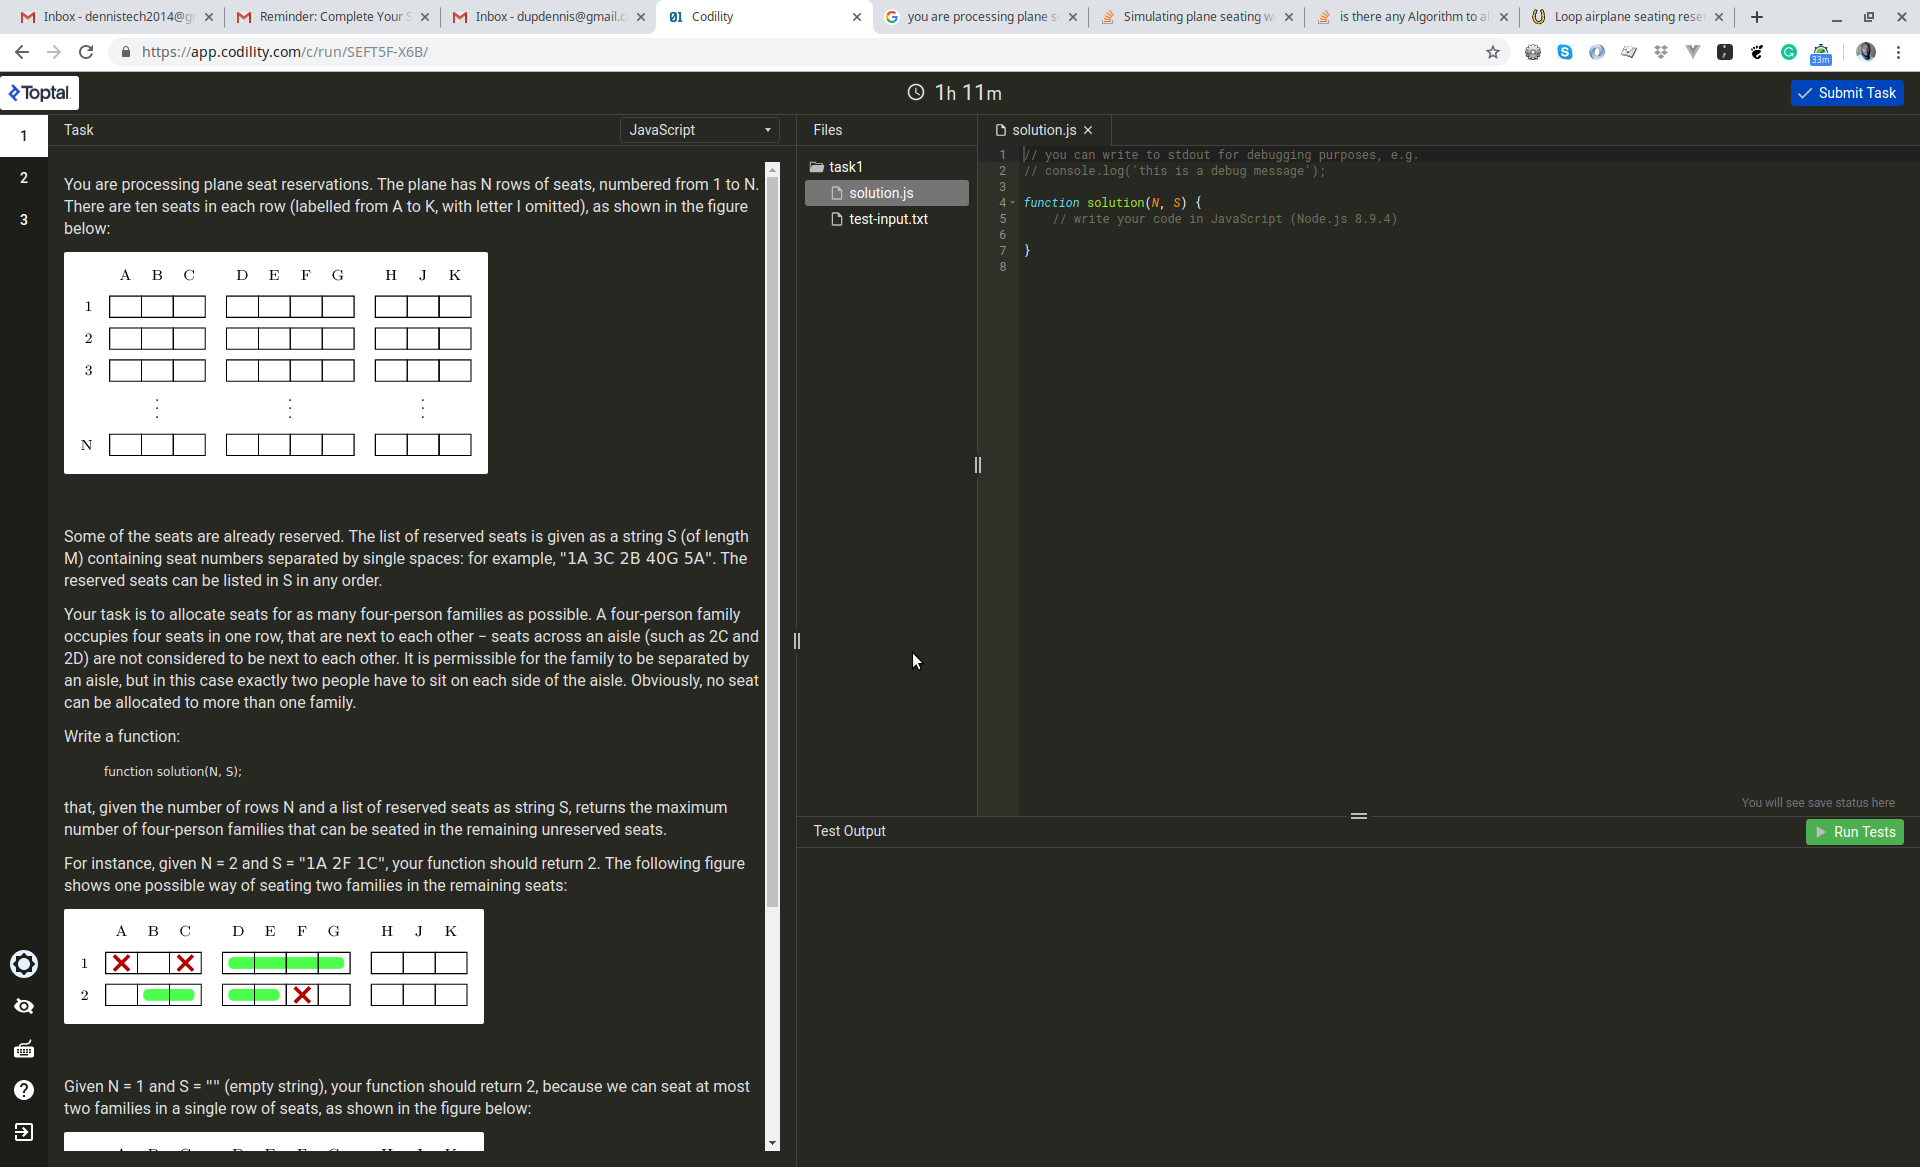 Inbox - dennistech2014@g
Reminder: Complete Your S
Inbox - dupdennis@gmail.c
Codility
you are processing plane s
Simulating plane seating w
is there any Algorithm to al
Loop airplane seating rese
https://app.codility.com/c/run/SEFT5F-X6B/
33m
Toptal
1h 11m
Submit Task
1
2
3
Task
JavaScript
You are processing plane seat reservations. The plane has N rows of seats, numbered from 1 to N.
There are ten seats in each row (labelled from A to K, with letter I omitted), as shown in the figure
below:
A B C D E F G H J K
1
2
3
N
Some of the seats are already reserved. The list of reserved seats is given as a string S (of length
M) containing seat numbers separated by single spaces: for example, "1A 3C 2B 40G 5A". The
reserved seats can be listed in S in any order.
Your task is to allocate seats for as many four-person families as possible. A four-person family
occupies four seats in one row, that are next to each other − seats across an aisle (such as 2C and
2D) are not considered to be next to each other. It is permissible for the family to be separated by
an aisle, but in this case exactly two people have to sit on each side of the aisle. Obviously, no seat
can be allocated to more than one family.
Write a function:
function solution(N, S);
that, given the number of rows N and a list of reserved seats as string S, returns the maximum
number of four-person families that can be seated in the remaining unreserved seats.
For instance, given N = 2 and S = "1A 2F 1C", your function should return 2. The following figure
shows one possible way of seating two families in the remaining seats:
A B C D E F G H J K
1
2
Given N = 1 and S = "" (empty string), your function should return 2, because we can seat at most
two families in a single row of seats, as shown in the figure below:
Files
task1
solution.js
test-input.txt
solution.js
1 // you can write to stdout for debugging purposes, e.g.
2 // console.log('this is a debug message');
3
4 function solution(N, S) {
5 // write your code in JavaScript (Node.js 8.9.4)
6
7 }
8
You will see save status here
Test Output
Run Tests